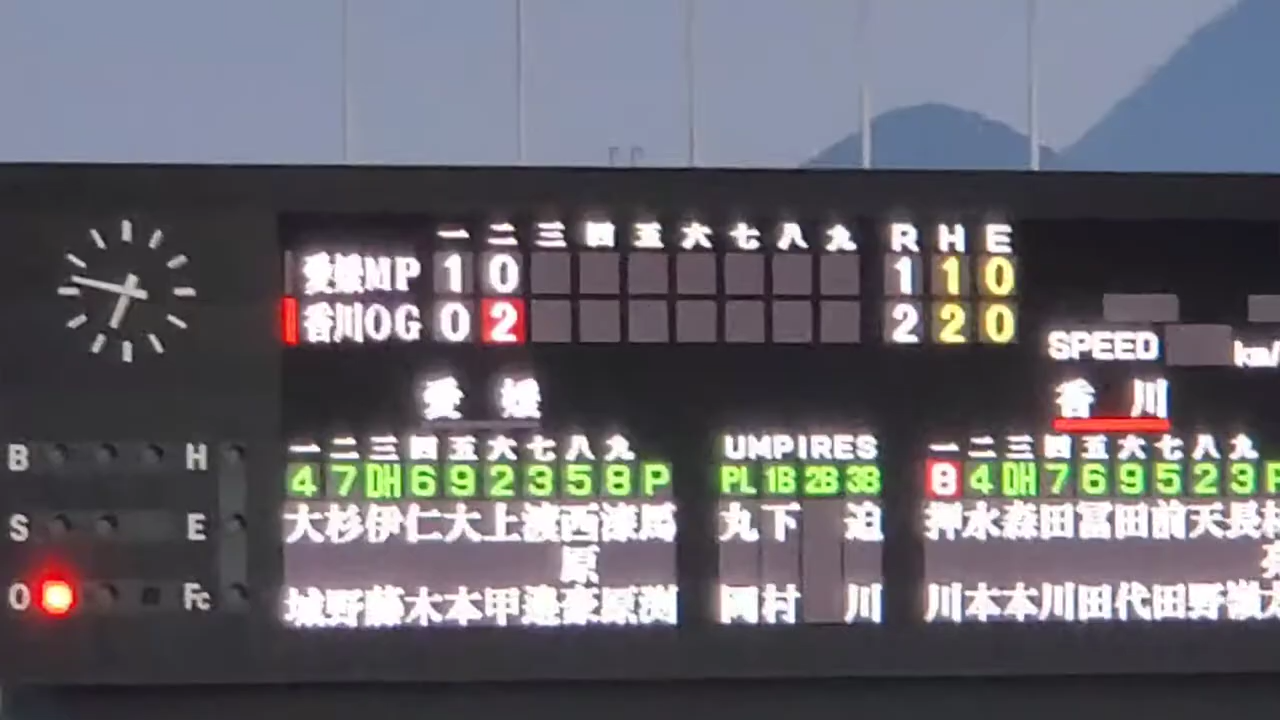 一 二 三 四 五 六 七 八 九 R H E
愛媛MP 1 0 1 1 0
香川OG 0 2 2 2 0
SPEED km/
愛媛
香川
B H
S E
O Fc
一 二 三 四 五 六 七 八 九
4 7 DH 6 9 2 3 5 8 P
大城 杉野 伊藤 仁木 大本 上甲 渡邉 西原豪 漆原 馬渕
UMPIRES
PL 1B 2B 3B
丸岡 下村 迫川
一 二 三 四 五 六 七 八 九
8 4 DH 7 6 9 5 2 3 P
押川 水本 森本 田川 冨田 田代 前田 天野